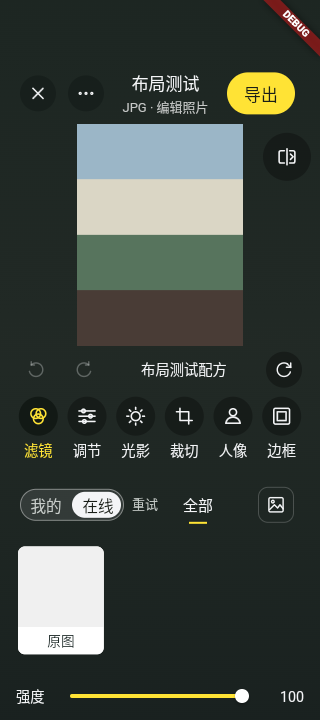 DEBUG
布局测试
JPG · 编辑照片
导出
布局测试配方
滤镜 调节 光影 裁切 人像 边框
我的 在线 重试 全部
原图
强度 100